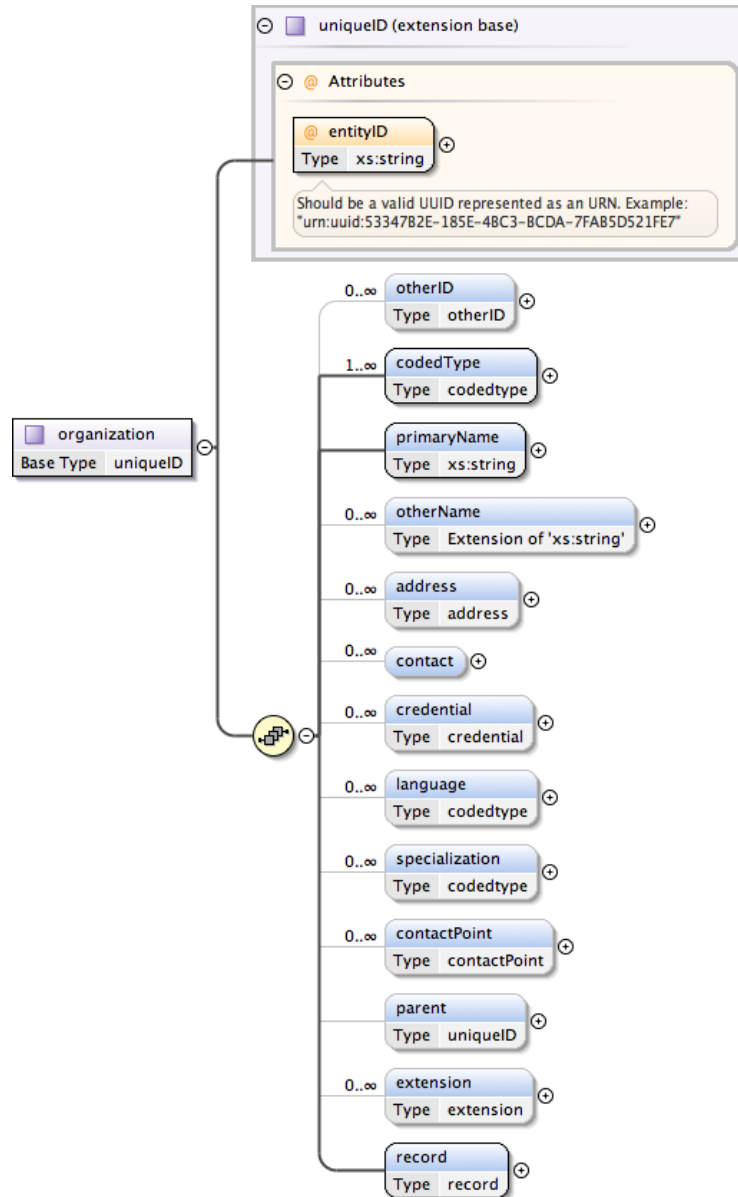 uniqueID (extension base)
@ Attributes
@ entityID
Type xs:string
Should be a valid UUID represented as an URN. Example:
"urn:uuid:53347B2E-185E-4BC3-BCDA-7FAB5D521FE7"
0..∞ otherID
Type otherID
1..∞ codedType
Type codedtype
organization
Base Type uniqueID
primaryName
Type xs:string
0..∞ otherName
Type Extension of 'xs:string'
0..∞ address
Type address
0..∞ contact
0..∞ credential
Type credential
0..∞ language
Type codedtype
0..∞ specialization
Type codedtype
0..∞ contactPoint
Type contactPoint
parent
Type uniqueID
0..∞ extension
Type extension
record
Type record